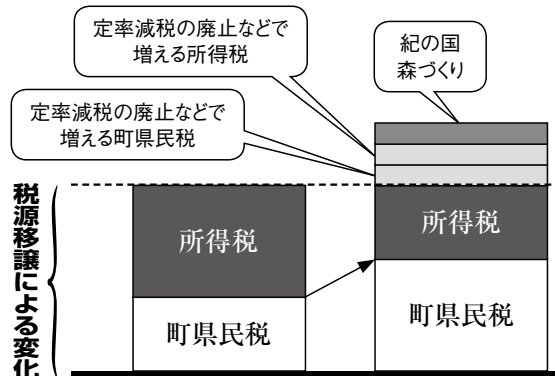 定率減税の廃止などで
増える所得税
紀の国
森づくり
定率減税の廃止などで
増える町県民税
税源移譲による変化
所得税
町県民税
所得税
町県民税